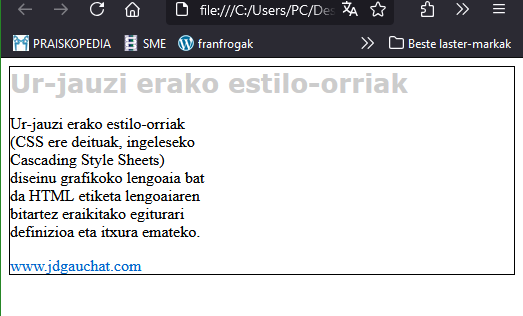 file:///C:/Users/PC/Des
PRAISKOPEDIA SME franfrogak Beste laster-markak
Ur-jauzi erako estilo-orriak
Ur-jauzi erako estilo-orriak
(CSS ere deituak, ingeleseko
Cascading Style Sheets)
diseinu grafikoko lengoaia bat
da HTML etiketa lengoaiaren
bitartez eraikitako egiturari
definizioa eta itxura emateko.
www.jdgauchat.com